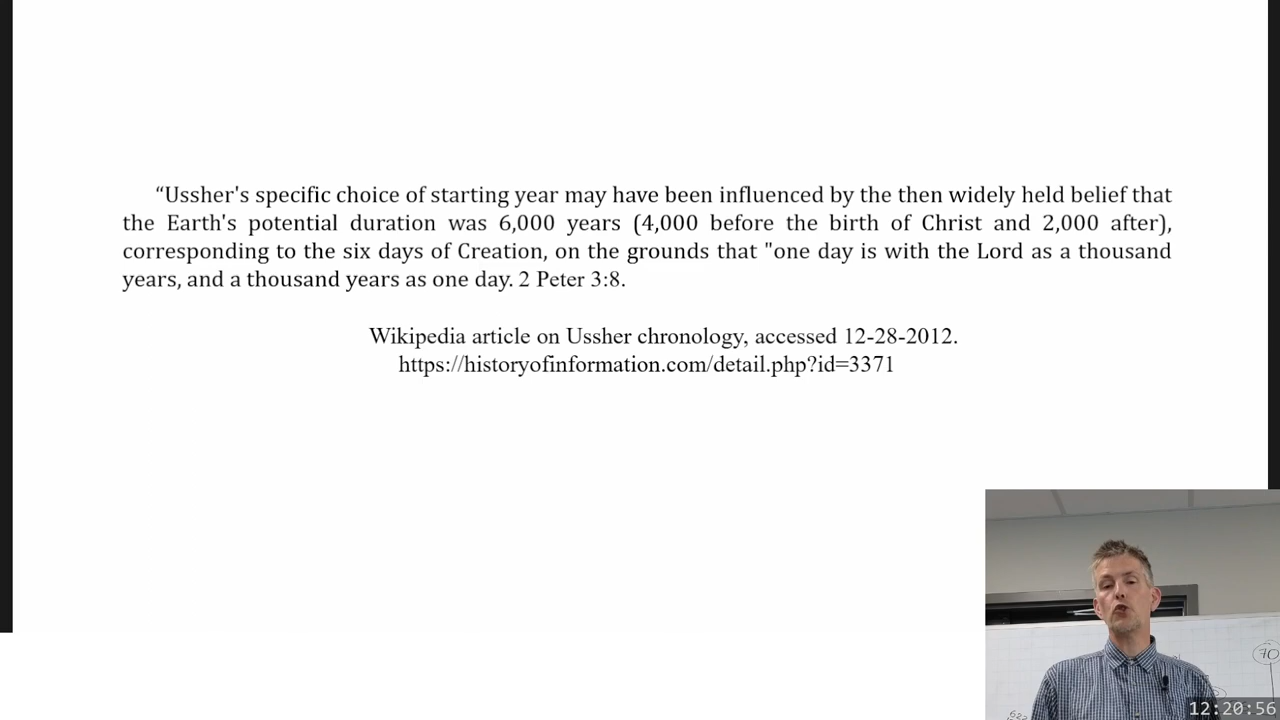 “Ussher's specific choice of starting year may have been influenced by the then widely held belief that
the Earth's potential duration was 6,000 years (4,000 before the birth of Christ and 2,000 after),
corresponding to the six days of Creation, on the grounds that "one day is with the Lord as a thousand
years, and a thousand years as one day. 2 Peter 3:8.
Wikipedia article on Ussher chronology, accessed 12-28-2012.
https://historyofinformation.com/detail.php?id=3371
70
622
12:20:56